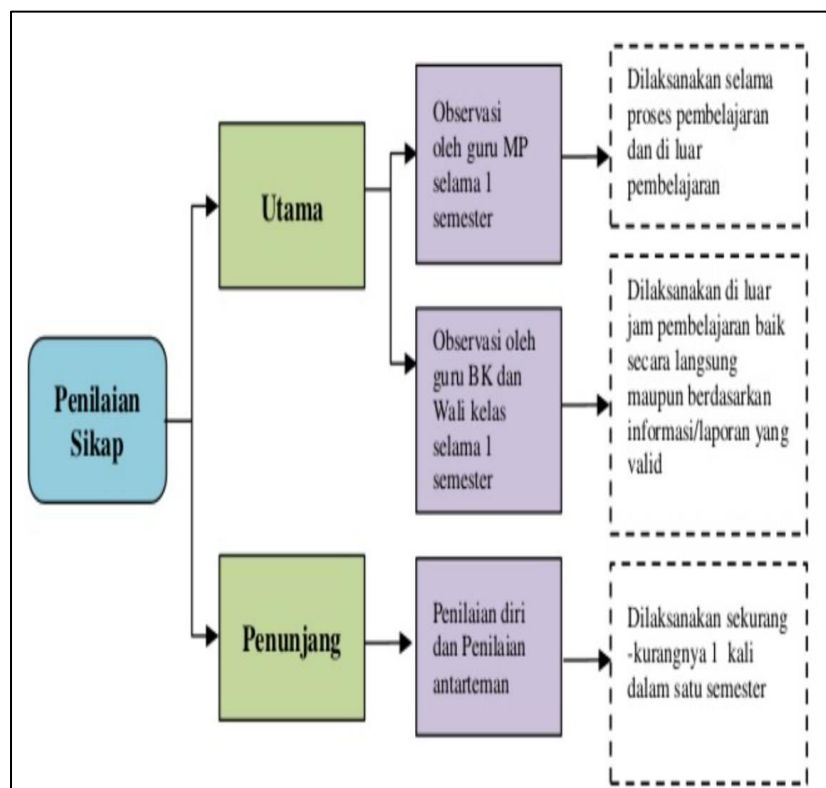 Penilaian
Sikap
Utama
Observasi
oleh guru MP
selama 1
semester
Dilaksanakan selama
proses pembelajaran
dan di luar
pembelajaran
Observasi oleh
guru BK dan
Wali kelas
selama 1
semester
Dilaksanakan di luar
jam pembelajaran baik
secara langsung
maupun berdasarkan
informasi/laporan yang
valid
Penunjang
Penilaian diri
dan Penilaian
antarteman
Dilaksanakan sekurang
-kurangnya 1 kali
dalam satu semester